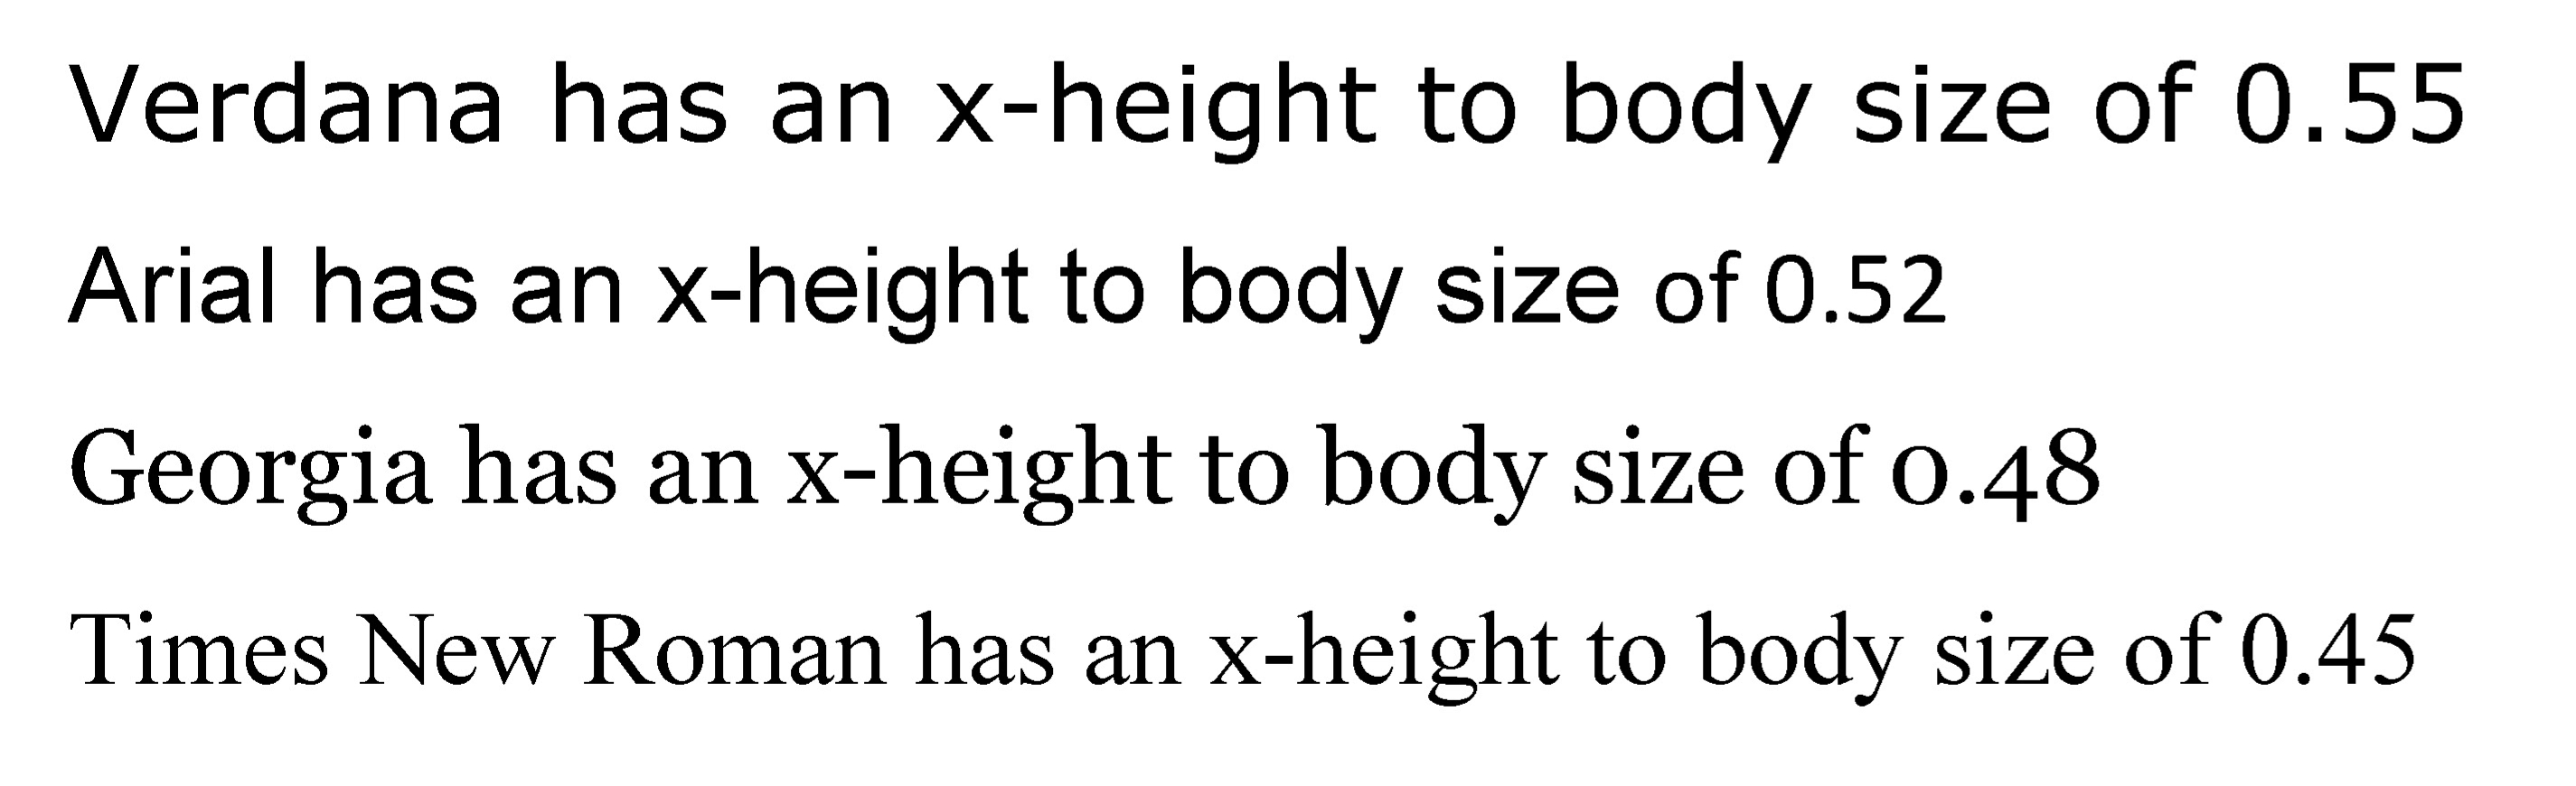 Verdana has an x-height to body size of 0.55
Arial has an x-height to body size of 0.52
Georgia has an x-height to body size of 0.48
Times New Roman has an x-height to body size of 0.45